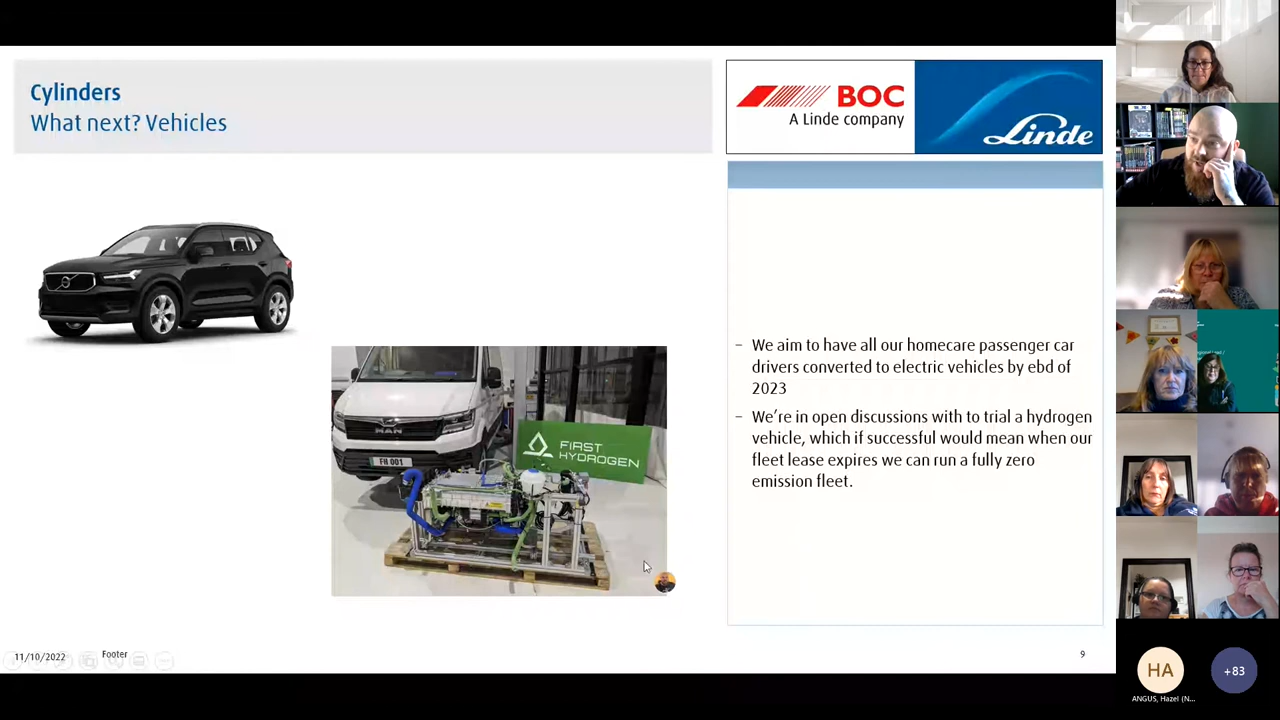 Cylinders
What next? Vehicles
BOC
A Linde company
Linde
MAN
FH 001
FIRST
HYDROGEN
– We aim to have all our homecare passenger car
drivers converted to electric vehicles by ebd of
2023
– We’re in open discussions with to trial a hydrogen
vehicle, which if successful would mean when our
fleet lease expires we can run a fully zero
emission fleet.
11/10/2022
Footer
9
HA
+83
ANGUS, Hazel (N...